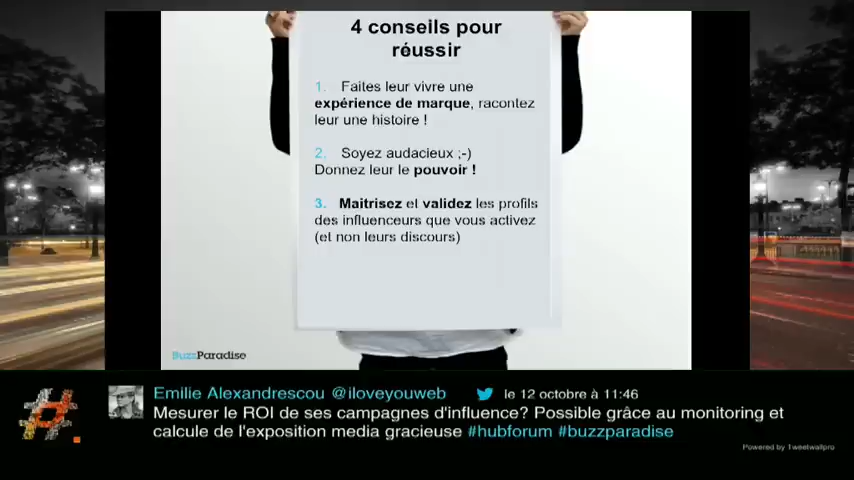 4 conseils pour
réussir
1. Faites leur vivre une
expérience de marque, racontez
leur une histoire !
2. Soyez audacieux ;-)
Donnez leur le pouvoir !
3. Maitrisez et validez les profils
des influenceurs que vous activez
(et non leurs discours)
BuzzParadise
Emilie Alexandrescou @iloveyouweb le 12 octobre à 11:46
Mesurer le ROI de ses campagnes d'influence? Possible grâce au monitoring et
calcule de l'exposition media gracieuse #hubforum #buzzparadise
#.
Powered by Tweetwallpro